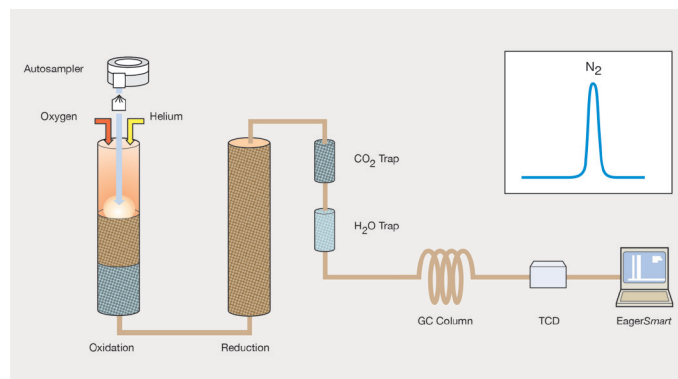 Autosampler
N2
Oxygen
Helium
CO2 Trap
H2O Trap
GC Column
TCD
EagerSmart
Oxidation
Reduction